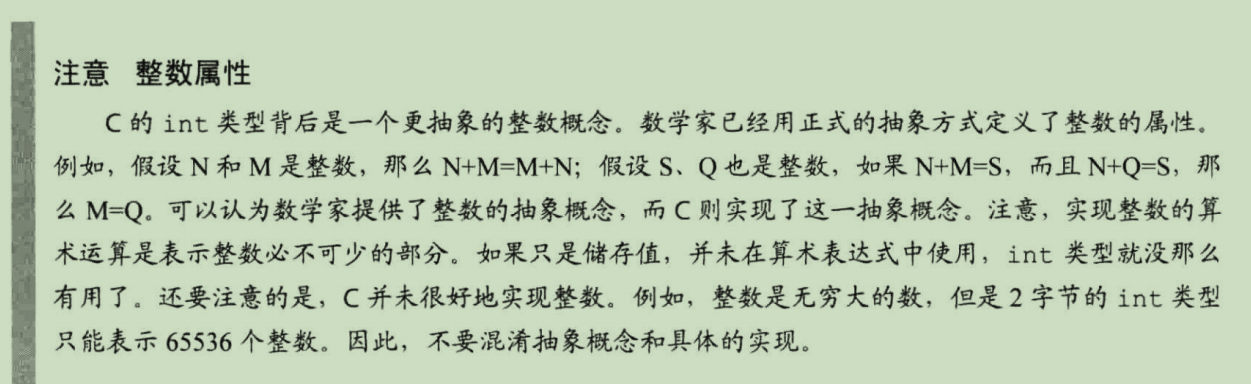 注意 整数属性
C 的 int 类型背后是一个更抽象的整数概念。数学家已经用正式的抽象方式定义了整数的属性。
例如，假设 N 和 M 是整数，那么 N+M=M+N；假设 S、Q 也是整数，如果 N+M=S，而且 N+Q=S，那
么 M=Q。可以认为数学家提供了整数的抽象概念，而 C 则实现了这一抽象概念。注意，实现整数的算
术运算是表示整数必不可少的部分。如果只是储存值，并未在算术表达式中使用，int 类型就没那么
有用了。还要注意的是，C 并未很好地实现整数。例如，整数是无穷大的数，但是 2 字节的 int 类型
只能表示 65536 个整数。因此，不要混淆抽象概念和具体的实现。